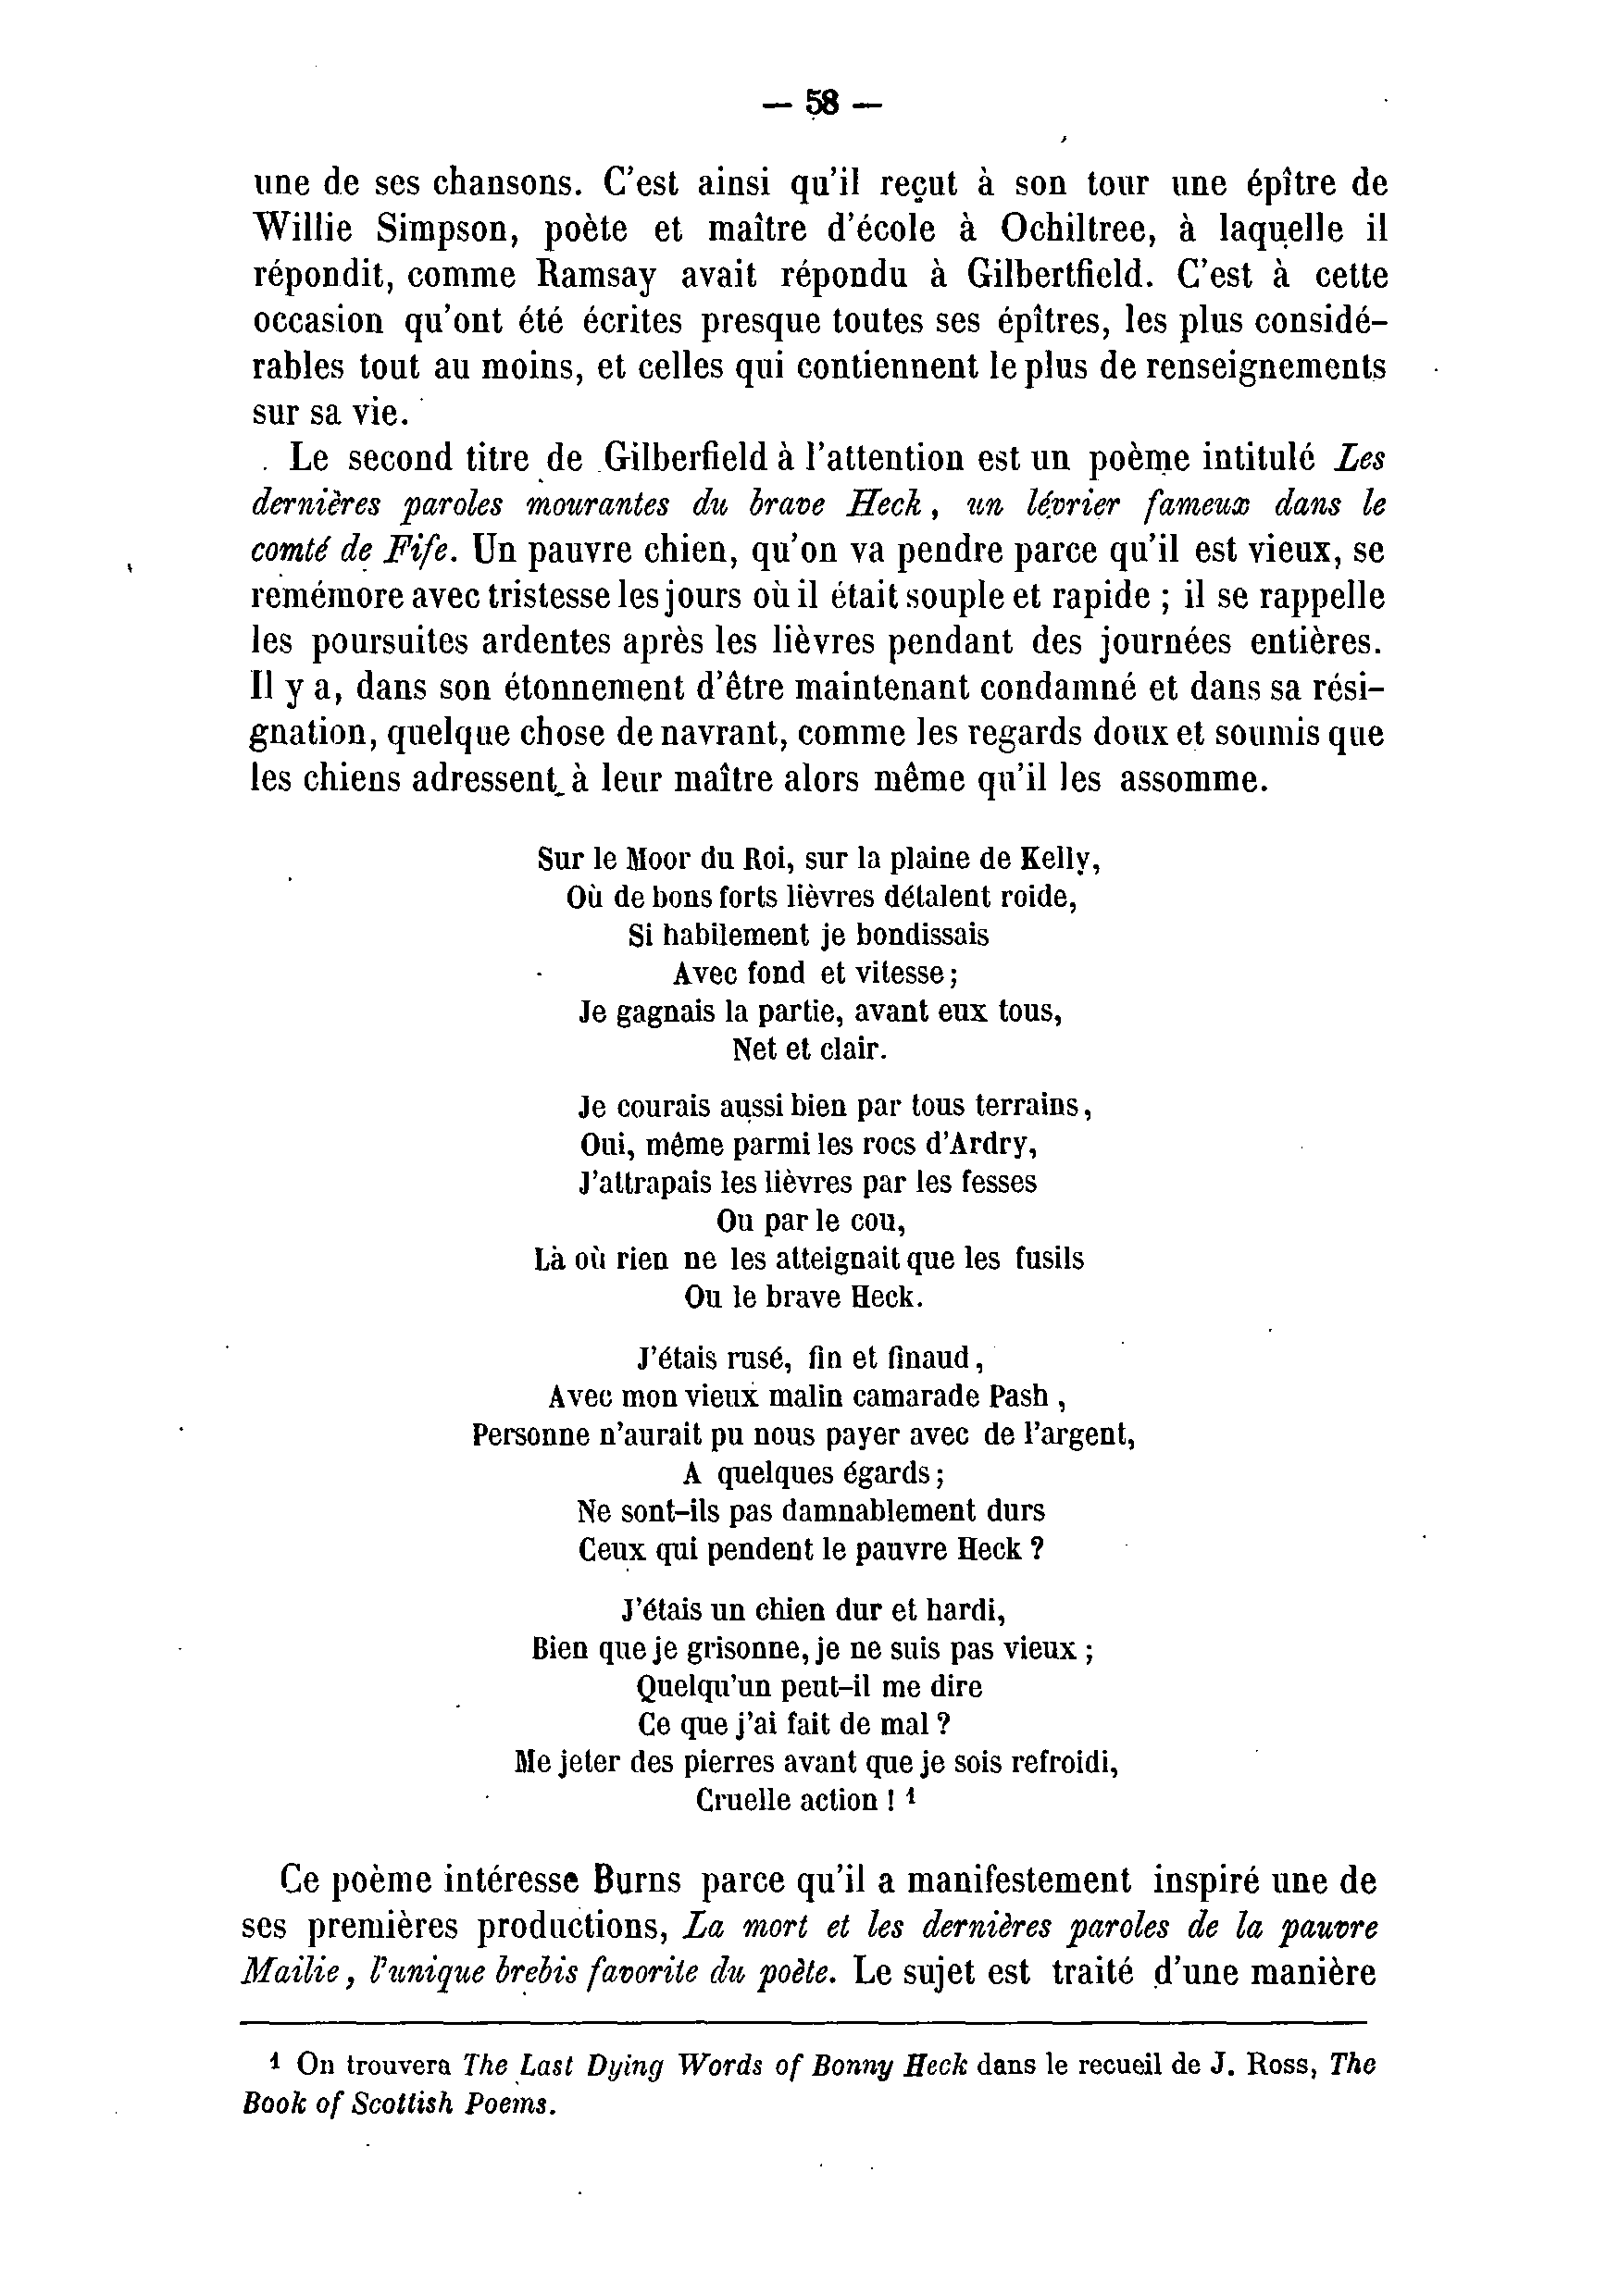 — 58 —
une de ses chansons. C'est ainsi qu'il reçut à son tour une épître de
Willie Simpson, poète et maître d'école à Ochiltree, à laquelle il
répondit, comme Ramsay avait répondu à Gilbertfield. C'est à cette
occasion qu'ont été écrites presque toutes ses épîtres, les plus considé-
rables tout au moins, et celles qui contiennent le plus de renseignements
sur sa vie.
Le second titre de Gilberfield à l'attention est un poème intitulé Les
dernières paroles mourantes du brave Heck, un lévrier fameux dans le
comté de Fife. Un pauvre chien, qu'on va pendre parce qu'il est vieux, se
remémore avec tristesse les jours où il était souple et rapide ; il se rappelle
les poursuites ardentes après les lièvres pendant des journées entières.
Il y a, dans son étonnement d'être maintenant condamné et dans sa rési-
gnation, quelque chose de navrant, comme les regards doux et soumis que
les chiens adressent à leur maître alors même qu'il les assomme.
Sur le Moor du Roi, sur la plaine de Kelly,
Où de bons forts lièvres détalent roide,
Si habilement je bondissais
Avec fond et vitesse ;
Je gagnais la partie, avant eux tous,
Net et clair.
Je courais aussi bien par tous terrains,
Oui, même parmi les rocs d'Ardry,
J'attrapais les lièvres par les fesses
Ou par le cou,
Là où rien ne les atteignait que les fusils
Ou le brave Heck.
J'étais rusé, fin et finaud,
Avec mon vieux malin camarade Pash,
Personne n'aurait pu nous payer avec de l'argent,
A quelques égards ;
Ne sont-ils pas damnablement durs
Ceux qui pendent le pauvre Heck ?
J'étais un chien dur et hardi,
Bien que je grisonne, je ne suis pas vieux ;
Quelqu'un peut-il me dire
Ce que j'ai fait de mal ?
Me jeter des pierres avant que je sois refroidi,
Cruelle action ! 1
Ce poème intéresse Burns parce qu'il a manifestement inspiré une de
ses premières productions, La mort et les dernières paroles de la pauvre
Mailie, l'unique brebis favorite du poète. Le sujet est traité d'une manière
1 On trouvera The Last Dying Words of Bonny Heck dans le recueil de J. Ross, The
Book of Scottish Poems.